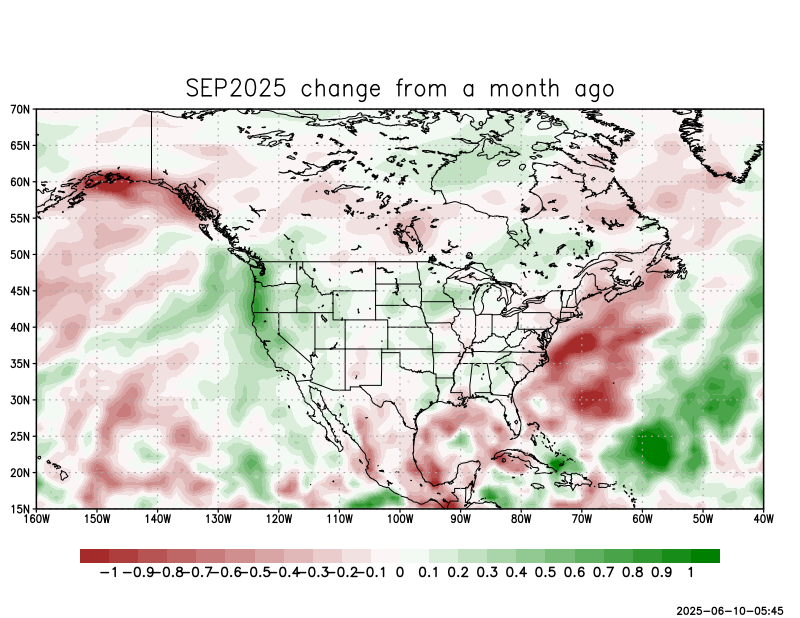 SEP2025 change from a month ago
70N
65N
60N
55N
50N
45N
40N
35N
30N
25N
20N
15N
160W 150W 140W 130W 120W 110W 100W 90W 80W 70W 60W 50W 40W
-1 -0.9 -0.8 -0.7 -0.6 -0.5 -0.4 -0.3 -0.2 -0.1 0 0.1 0.2 0.3 0.4 0.5 0.6 0.7 0.8 0.9 1
2025-06-10-05:45